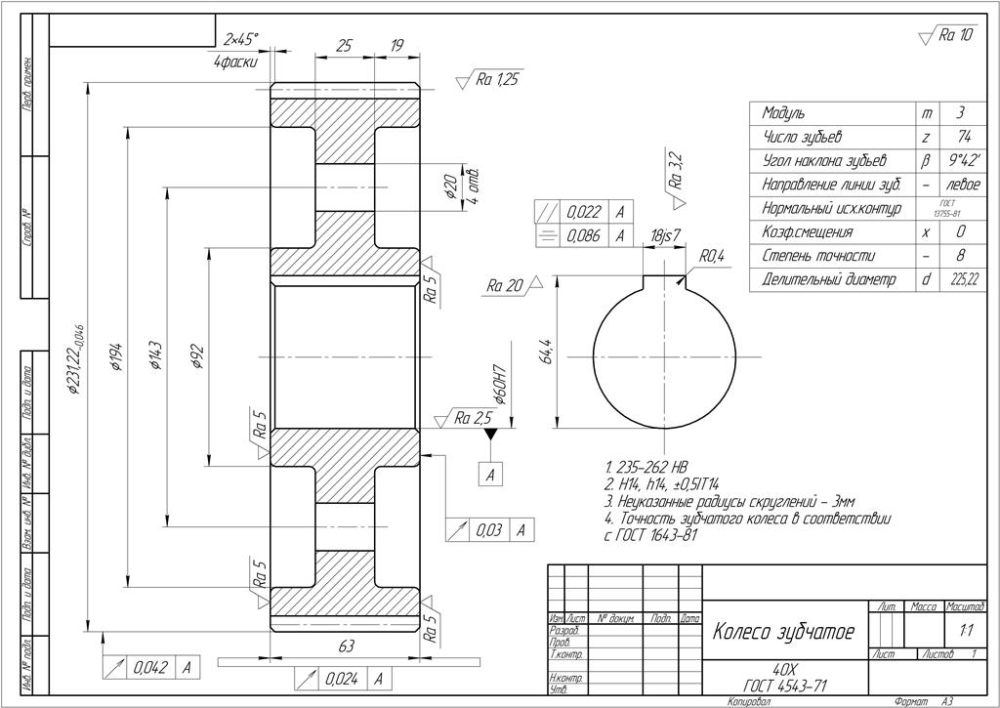 Перв. примен.
Справ. №
Подп. и дата
Инв. № дубл.
Взам. инв. №
Подп. и дата
Инв. № подл.
2×45°
4фаски
25
19
Ra 1,25
Ra 10
Модуль m 3
Число зубьев z 74
Угол наклона зубьев β 9°42'
Направление линии зуб. – левое
Нормальный исх.контур – ГОСТ
13755-81
Коэф.смещения x 0
Степень точности – 8
Делительный диаметр d 225,22
Ra 3,2
// 0,022 A
0,086 A
18js7
R0,4
Ra 20
64,4
⌀20
4 отв.
Ra 5
⌀231,22-0,046
⌀194
⌀143
⌀92
⌀60H7
Ra 5
Ra 2,5
A
0,03 A
Ra 5
Ra 5
63
0,042 A
0,024 A
1. 235-262 HB
2. H14, h14, ±0,5IT14
3. Неуказанные радиусы скруглений – 3мм
4. Точность зубчатого колеса в соответствии
с ГОСТ 1643-81
Изм. Лист № докум. Подп. Дата
Разраб.
Пров.
Т.контр.
Н.контр.
Утв.
Колесо зубчатое
Лит. Масса Масштаб
1:1
Лист Листов 1
40Х
ГОСТ 4543-71
Копировал Формат A3